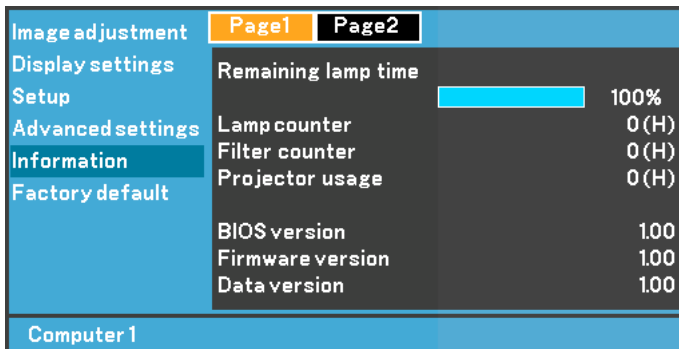 Image adjustment
Display settings
Setup
Advanced settings
Information
Factory default
Page1 Page2
Remaining lamp time
100%
Lamp counter 0(H)
Filter counter 0(H)
Projector usage 0(H)
BIOS version 1.00
Firmware version 1.00
Data version 1.00
Computer 1